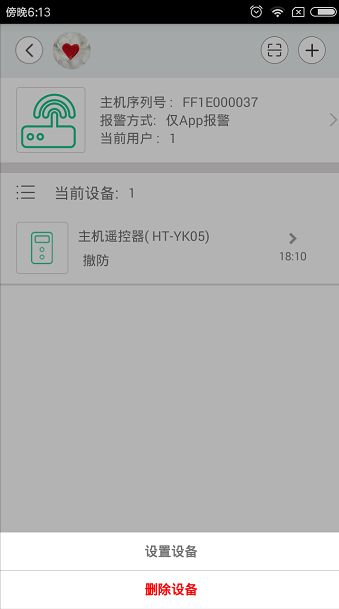 傍晚6:13
主机序列号： FF1E000037
报警方式: 仅App报警
当前用户： 1
当前设备: 1
主机遥控器( HT-YK05)
撤防
18:10
设置设备
删除设备